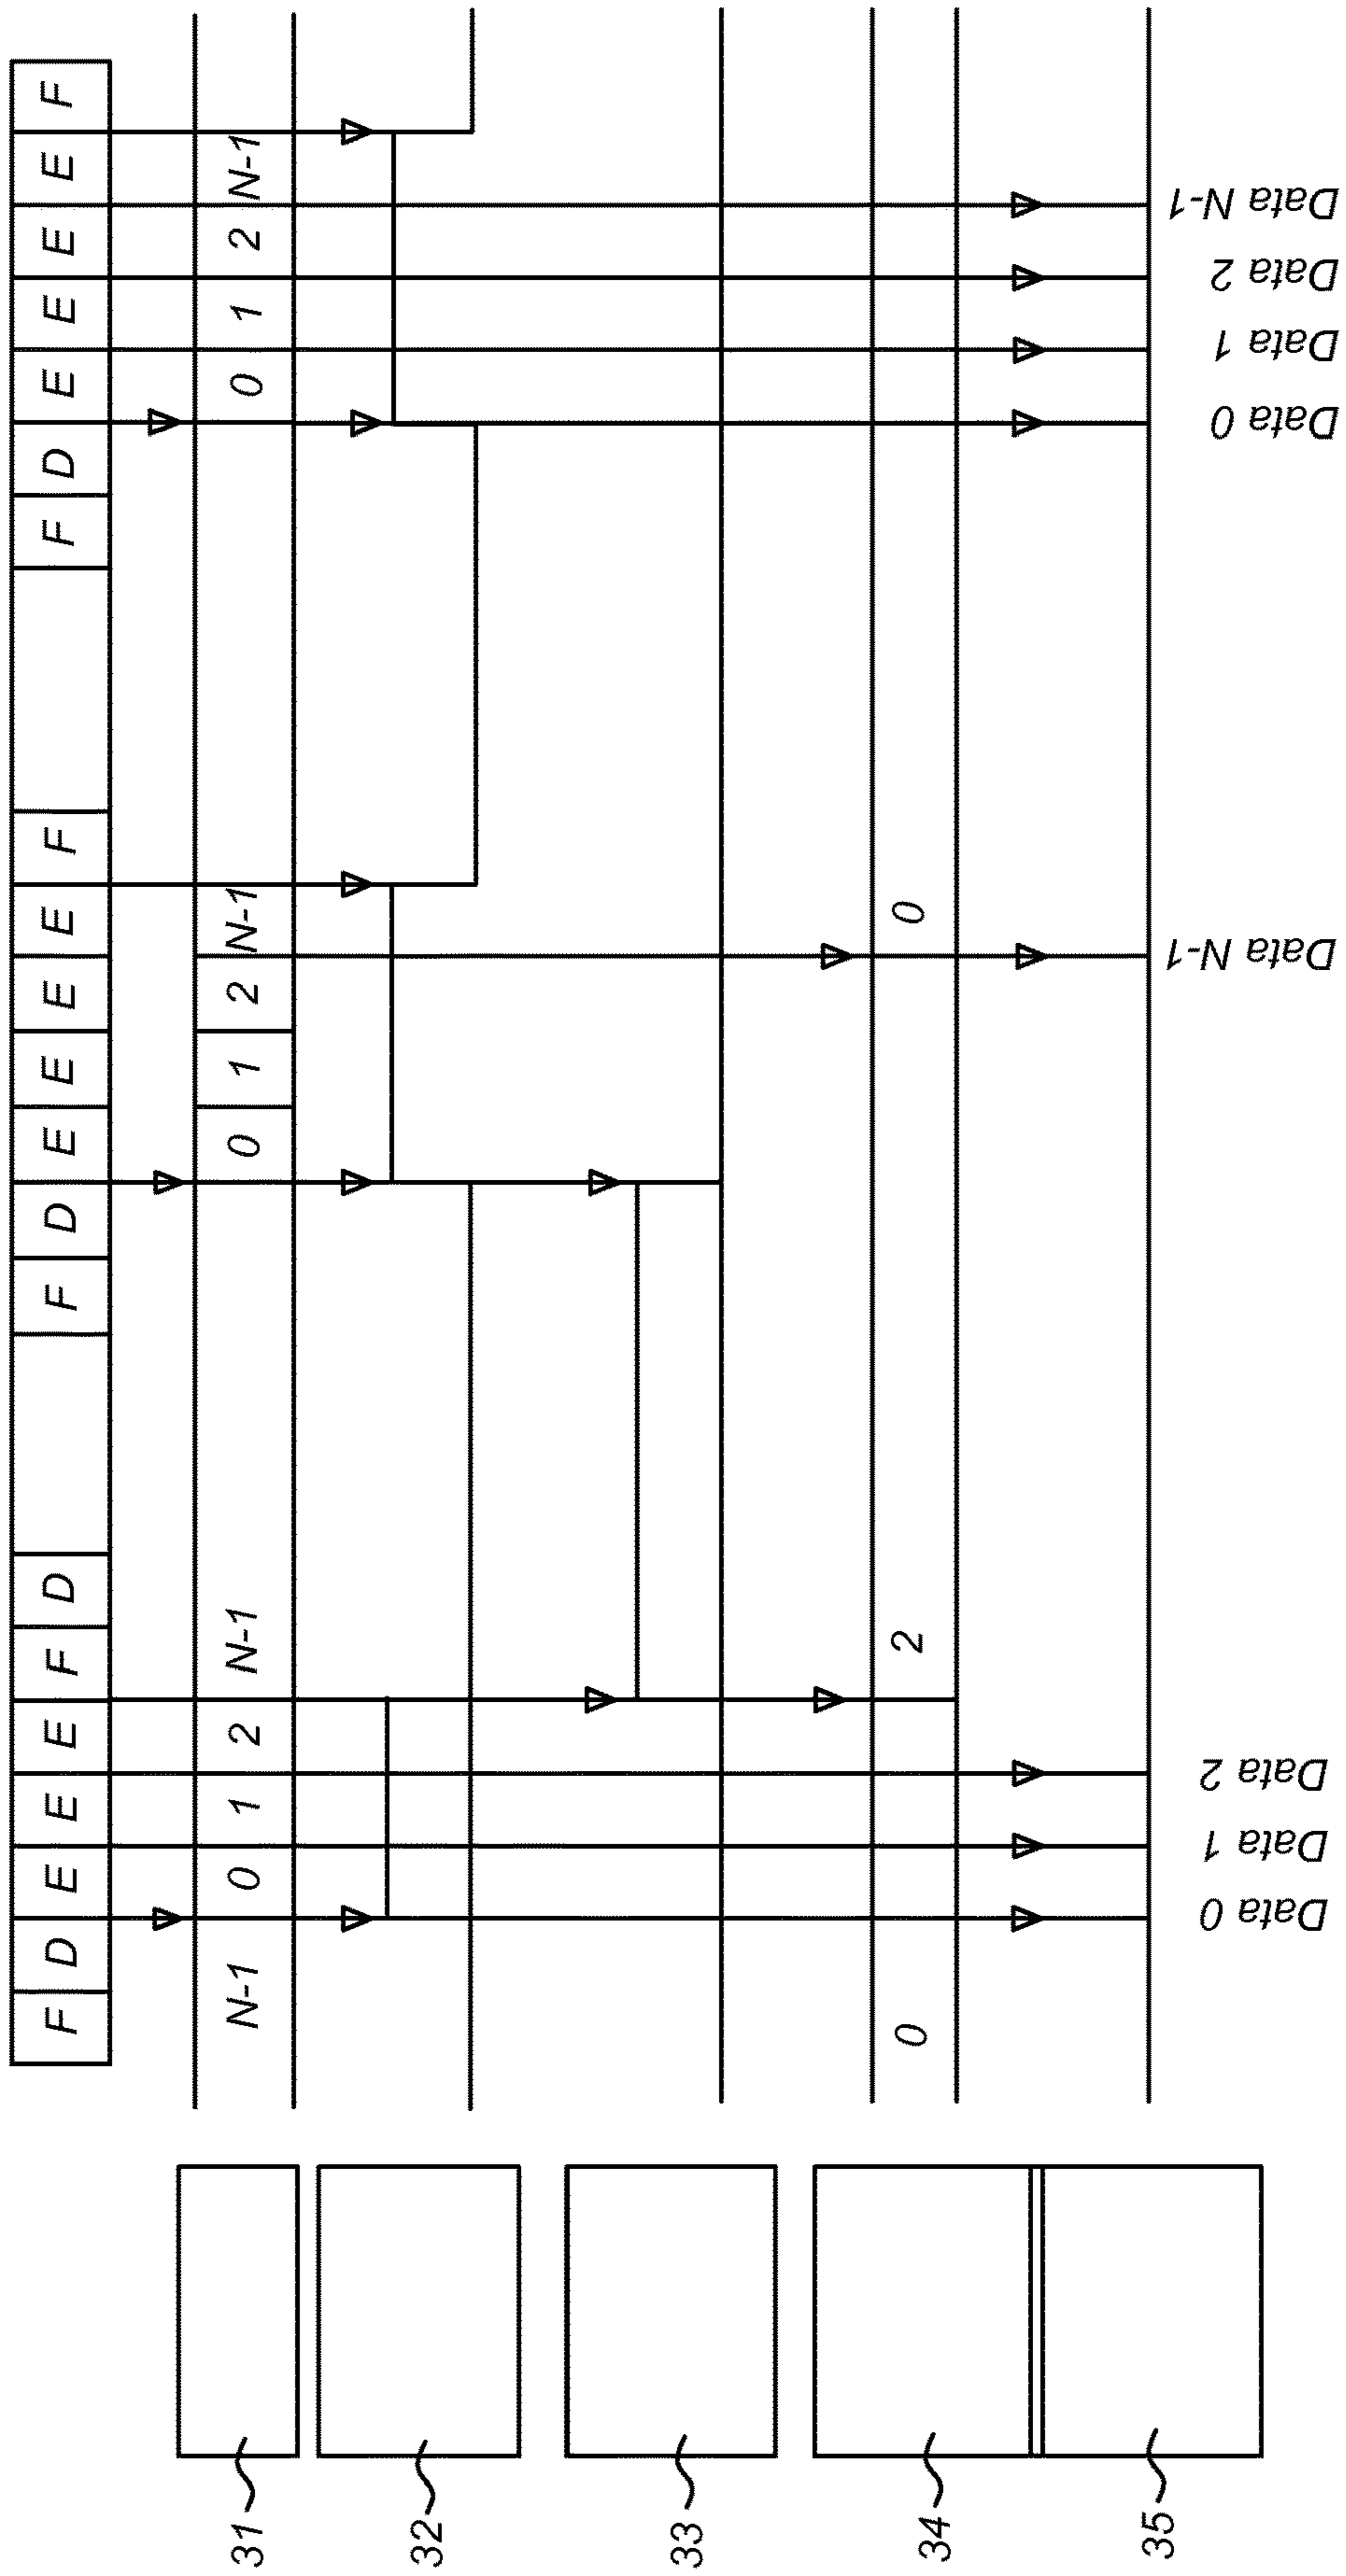 F D E E E F D F D E E E E F F D E E E E F
31 N-1 0 1 2 N-1 0 1 2 N-1 0 1 2 N-1
32
33
34 0 2 0
35
Data 0 Data 1 Data 2 Data N-1 Data 0 Data 1 Data 2 Data N-1